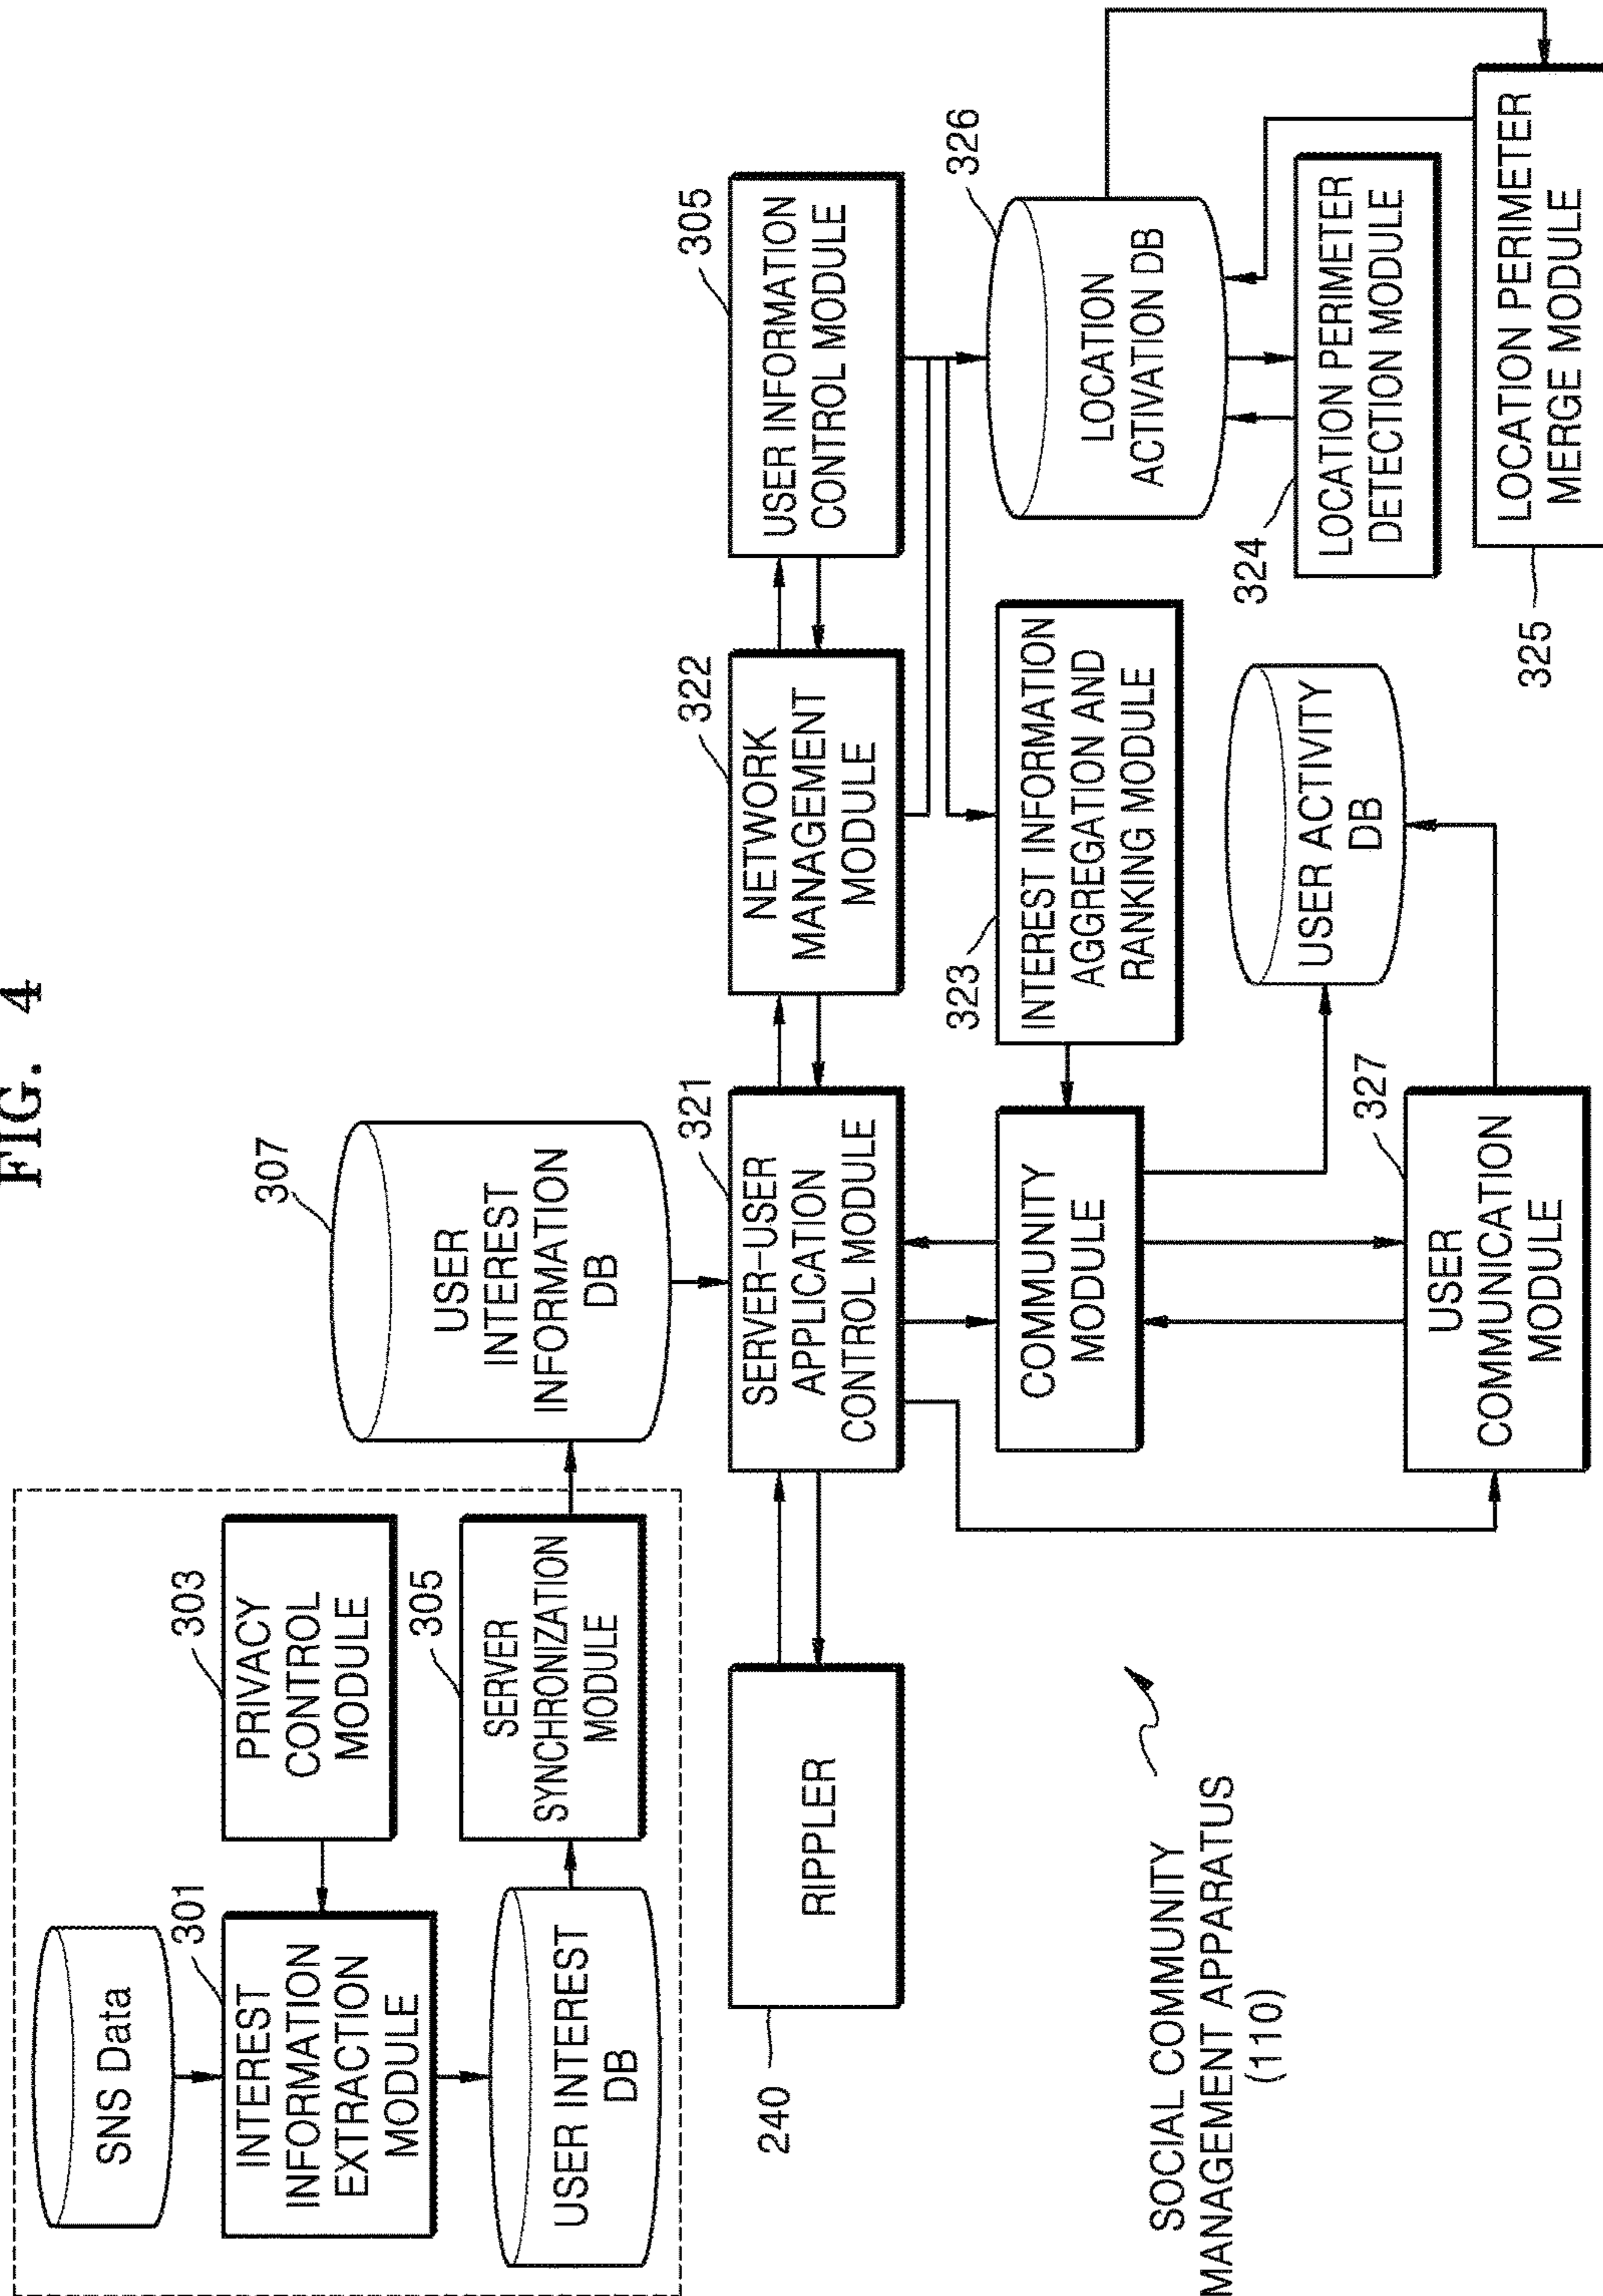 FIG. 4
SNS Data
301
INTEREST
INFORMATION
EXTRACTION
MODULE
303
PRIVACY
CONTROL
MODULE
USER INTEREST
DB
305
SERVER
SYNCHRONIZATION
MODULE
307
USER
INTEREST
INFORMATION
DB
240
RIPPLER
321
SERVER-USER
APPLICATION
CONTROL MODULE
322
NETWORK
MANAGEMENT
MODULE
305
USER INFORMATION
CONTROL MODULE
COMMUNITY
MODULE
323
INTEREST INFORMATION
AGGREGATION AND
RANKING MODULE
326
LOCATION
ACTIVATION DB
USER ACTIVITY
DB
324
LOCATION PERIMETER
DETECTION MODULE
327
USER
COMMUNICATION
MODULE
325
LOCATION PERIMETER
MERGE MODULE
SOCIAL COMMUNITY
MANAGEMENT APPARATUS
(110)